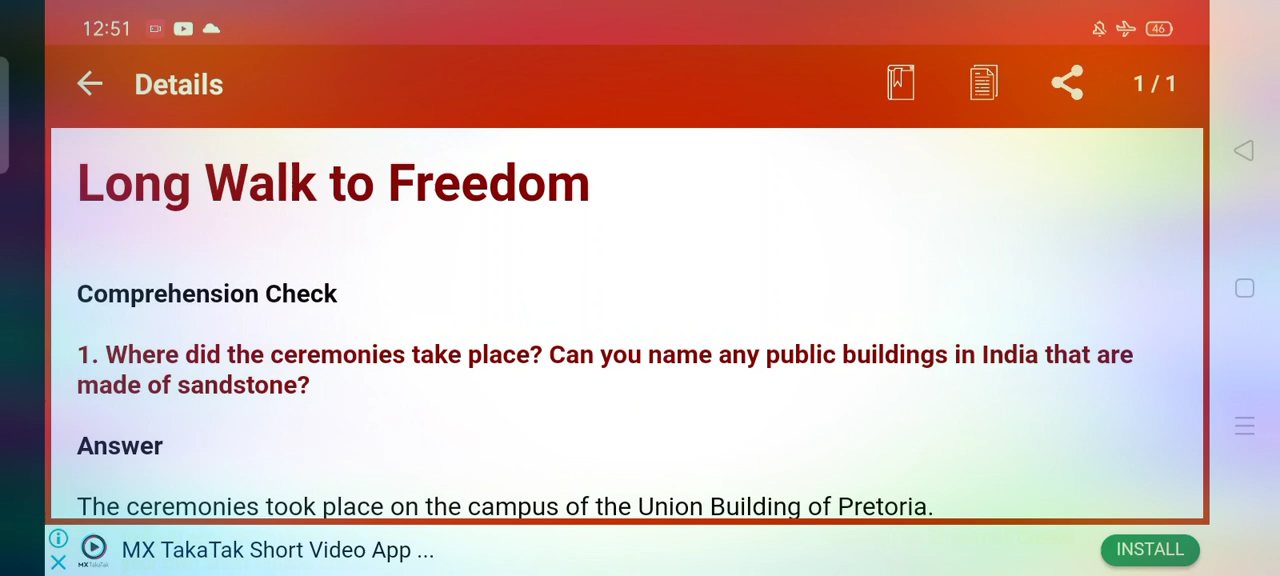 12:51
46
Details
1 / 1
Long Walk to Freedom
Comprehension Check
1. Where did the ceremonies take place? Can you name any public buildings in India that are
made of sandstone?
Answer
The ceremonies took place on the campus of the Union Building of Pretoria.
MX TakaTak Short Video App ...
INSTALL
MX TakaTak